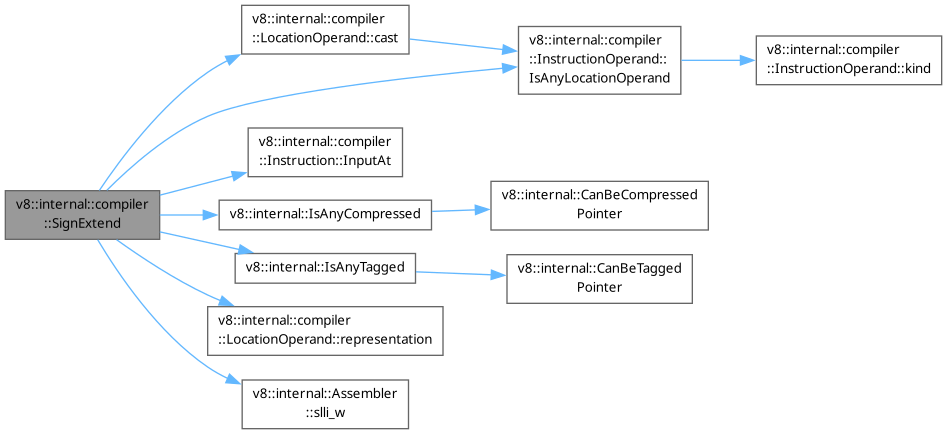 v8::internal::compiler
::SignExtend
v8::internal::compiler
::LocationOperand::cast
v8::internal::compiler
::InstructionOperand::
IsAnyLocationOperand
v8::internal::compiler
::InstructionOperand::kind
v8::internal::compiler
::Instruction::InputAt
v8::internal::IsAnyCompressed
v8::internal::CanBeCompressed
Pointer
v8::internal::IsAnyTagged
v8::internal::CanBeTagged
Pointer
v8::internal::compiler
::LocationOperand::representation
v8::internal::Assembler
::slli_w